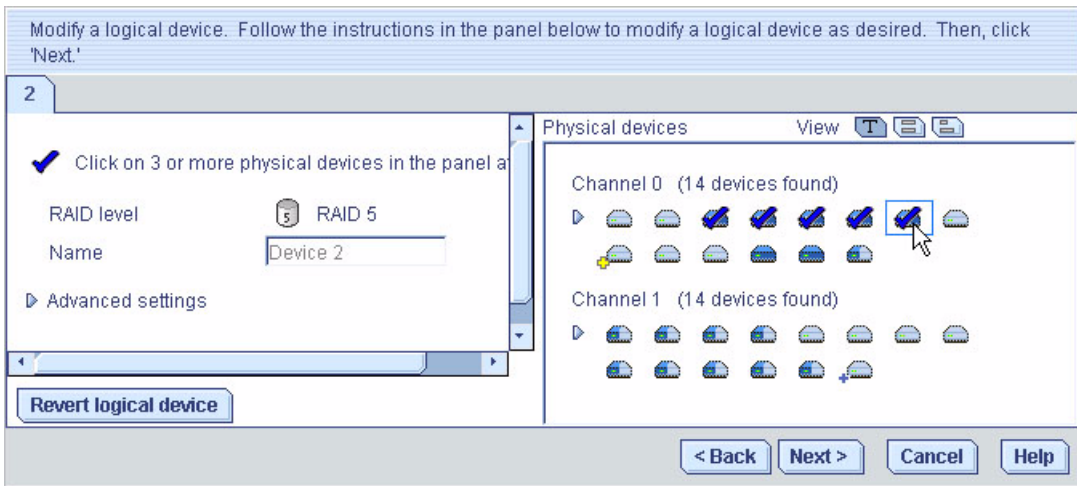 Modify a logical device. Follow the instructions in the panel below to modify a logical device as desired. Then, click
'Next.'
2
Click on 3 or more physical devices in the panel a
RAID level
5
RAID 5
Name
Device 2
Advanced settings
Revert logical device
Physical devices
View
T
Channel 0 (14 devices found)
Channel 1 (14 devices found)
< Back
Next >
Cancel
Help